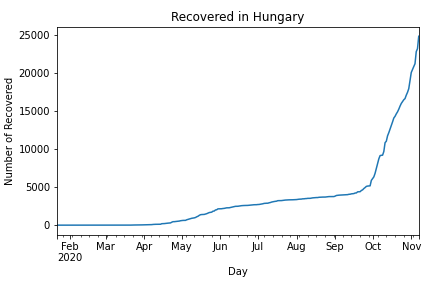 Recovered in Hungary
Number of Recovered
25000
20000
15000
10000
5000
0
Feb Mar Apr May Jun Jul Aug Sep Oct Nov
2020
Day